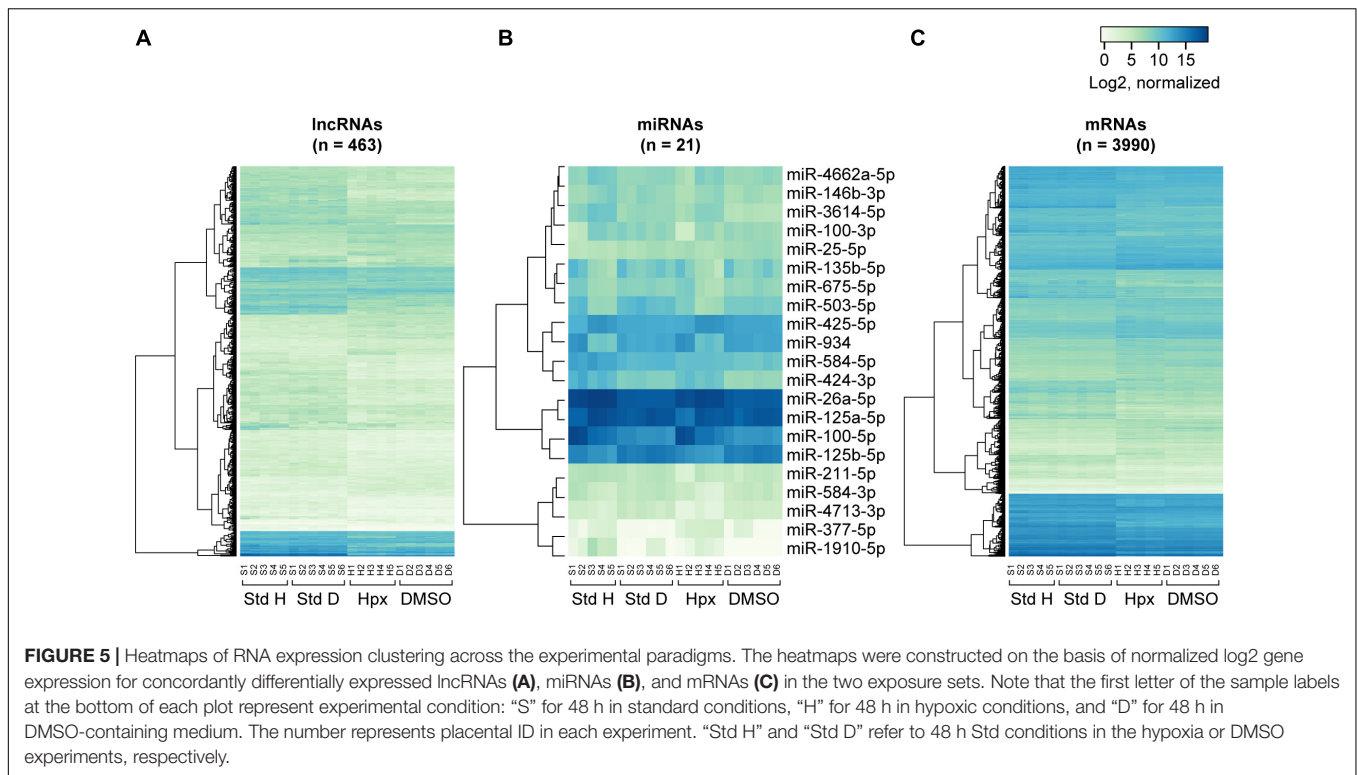 A
B
C
0 5 10 15
Log2, normalized
lncRNAs
(n = 463)
miRNAs
(n = 21)
mRNAs
(n = 3990)
miR-4662a-5p
miR-146b-3p
miR-3614-5p
miR-100-3p
miR-25-5p
miR-135b-5p
miR-675-5p
miR-503-5p
miR-425-5p
miR-934
miR-584-5p
miR-424-3p
miR-26a-5p
miR-125a-5p
miR-100-5p
miR-125b-5p
miR-211-5p
miR-584-3p
miR-4713-3p
miR-377-5p
miR-1910-5p
S1 S2 S3 S4 S5 S1 S2 S3 S4 S5 S6 H1 H2 H3 H4 H5 D1 D2 D3 D4 D5 D6
Std H Std D Hpx DMSO
S1 S2 S3 S4 S5 S1 S2 S3 S4 S5 S6 H1 H2 H3 H4 H5 D1 D2 D3 D4 D5 D6
Std H Std D Hpx DMSO
S1 S2 S3 S4 S5 S1 S2 S3 S4 S5 S6 H1 H2 H3 H4 H5 D1 D2 D3 D4 D5 D6
Std H Std D Hpx DMSO
FIGURE 5 | Heatmaps of RNA expression clustering across the experimental paradigms. The heatmaps were constructed on the basis of normalized log2 gene
expression for concordantly differentially expressed lncRNAs (A), miRNAs (B), and mRNAs (C) in the two exposure sets. Note that the first letter of the sample labels
at the bottom of each plot represent experimental condition: “S” for 48 h in standard conditions, “H” for 48 h in hypoxic conditions, and “D” for 48 h in
DMSO-containing medium. The number represents placental ID in each experiment. “Std H” and “Std D” refer to 48 h Std conditions in the hypoxia or DMSO
experiments, respectively.